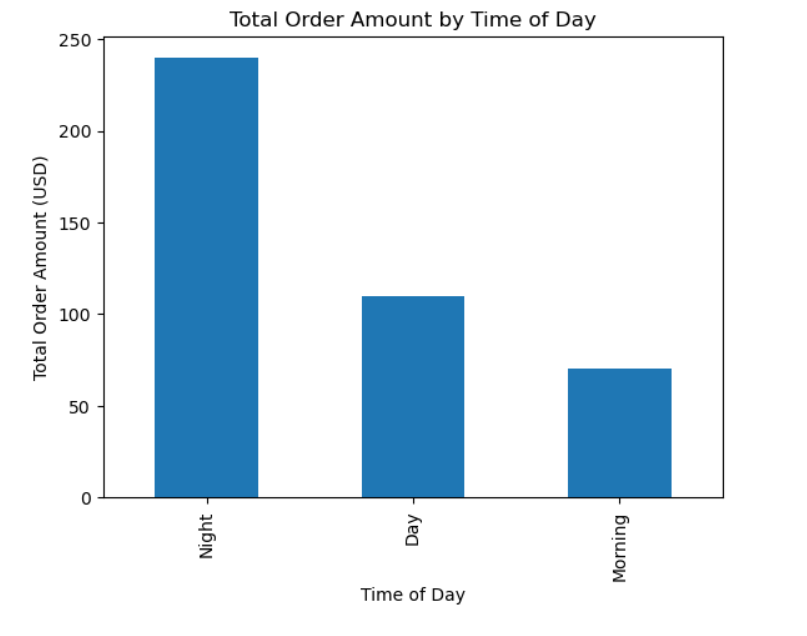 Total Order Amount by Time of Day
Total Order Amount (USD)
250
200
150
100
50
0
Night
Day
Morning
Time of Day